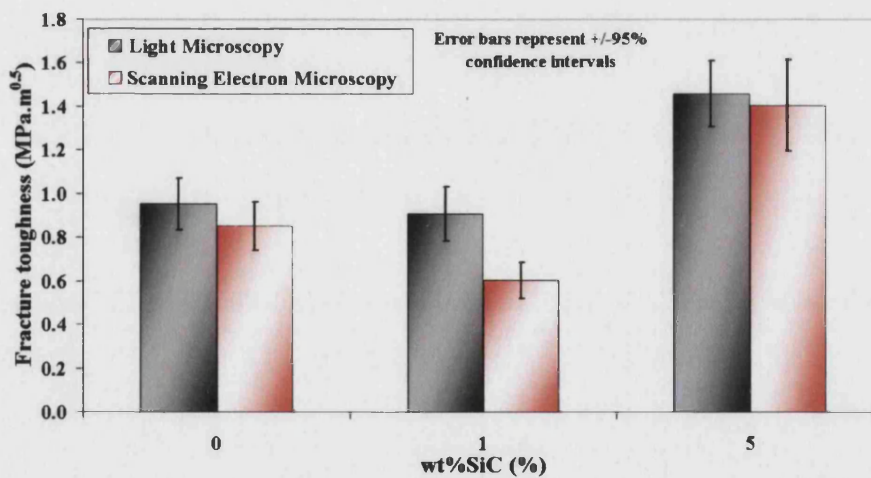 Fracture toughness (MPa.m^0.5)
1.8
1.6
1.4
1.2
1.0
0.8
0.6
0.4
0.2
0.0
Light Microscopy
Scanning Electron Microscopy
Error bars represent +/-95%
confidence intervals
0
1
5
wt%SiC (%)